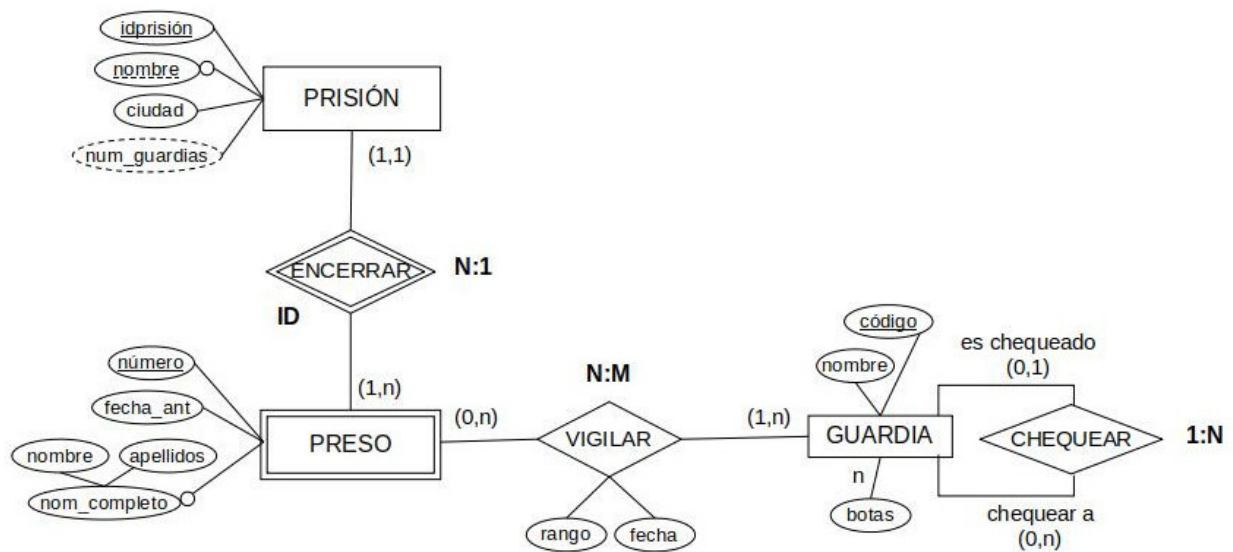 idprisión
nombre
ciudad
num_guardias
PRISIÓN
(1,1)
ENCERRAR
N:1
ID
(1,n)
número
fecha_ant
nombre
apellidos
nom_completo
PRESO
(0,n)
N:M
VIGILAR
rango
fecha
(1,n)
código
nombre
GUARDIA
n
botas
es chequeado
(0,1)
CHEQUEAR
1:N
chequear a
(0,n)